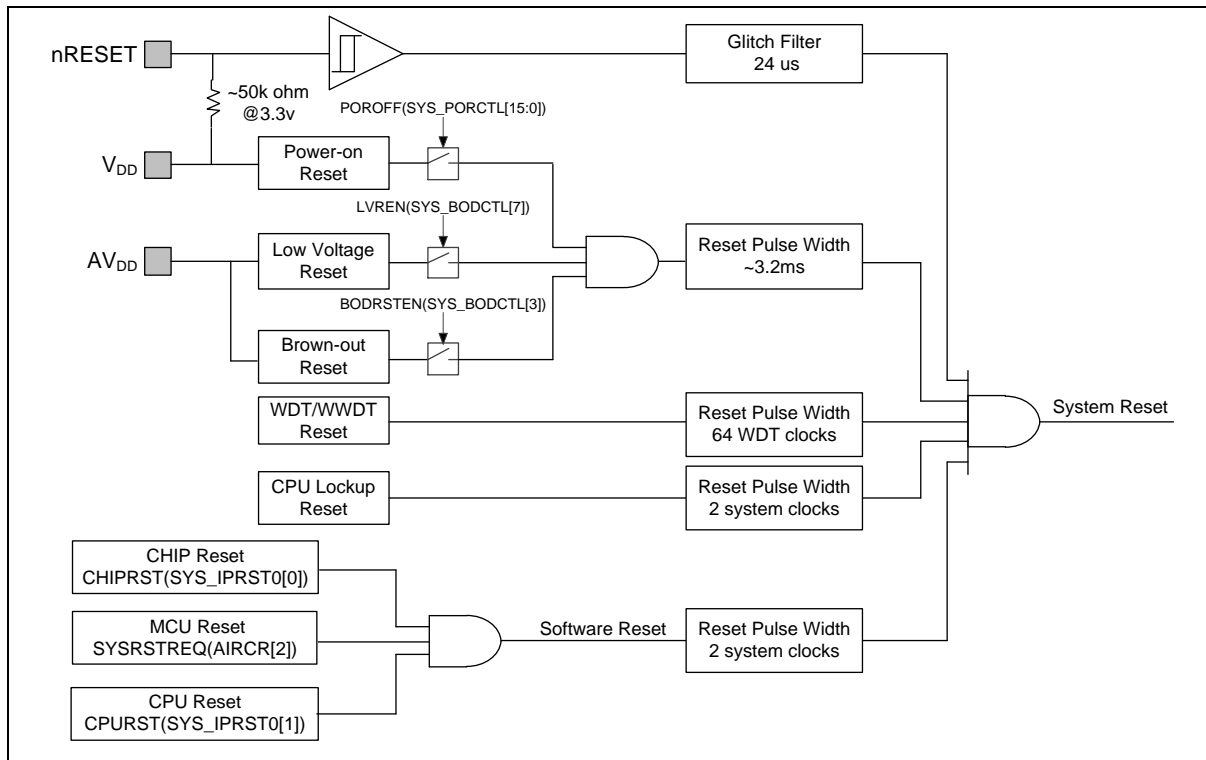 nRESET
~50k ohm
@3.3v
Glitch Filter
24 us
POROFF(SYS_PORCTL[15:0])
VDD
Power-on
Reset
LVREN(SYS_BODCTL[7])
AVDD
Low Voltage
Reset
Reset Pulse Width
~3.2ms
BODRSTEN(SYS_BODCTL[3])
Brown-out
Reset
WDT/WWDT
Reset
Reset Pulse Width
64 WDT clocks
System Reset
CPU Lockup
Reset
Reset Pulse Width
2 system clocks
CHIP Reset
CHIPRST(SYS_IPRST0[0])
MCU Reset
SYSRSTREQ(AIRCR[2])
Software Reset
Reset Pulse Width
2 system clocks
CPU Reset
CPURST(SYS_IPRST0[1])